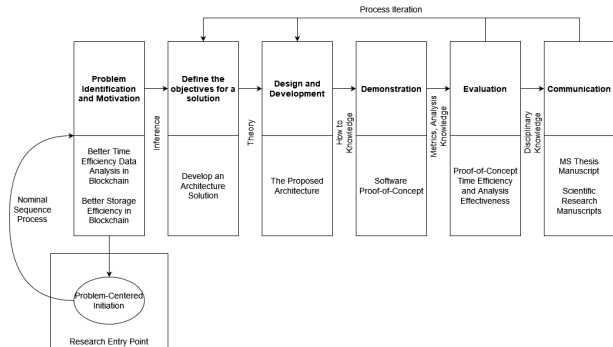 Process Iteration
Problem
Identification
and Motivation
Better Time
Efficiency Data
Analysis in
Blockchain
Better Storage
Efficiency in
Blockchain
Inference
Define the
objectives for a
solution
Develop an
Architecture
Solution
Theory
Design and
Development
The Proposed
Architecture
How to
Knowledge
Demonstration
Software
Proof-of-Concept
Metrics, Analysis
Knowledge
Evaluation
Proof-of-Concept
Time Efficiency
and Analysis
Effectiveness
Disciplinary
Knowledge
Communication
MS Thesis
Manuscript
Scientific
Research
Manuscripts
Nominal
Sequence
Process
Problem-Centered
Initiation
Research Entry Point